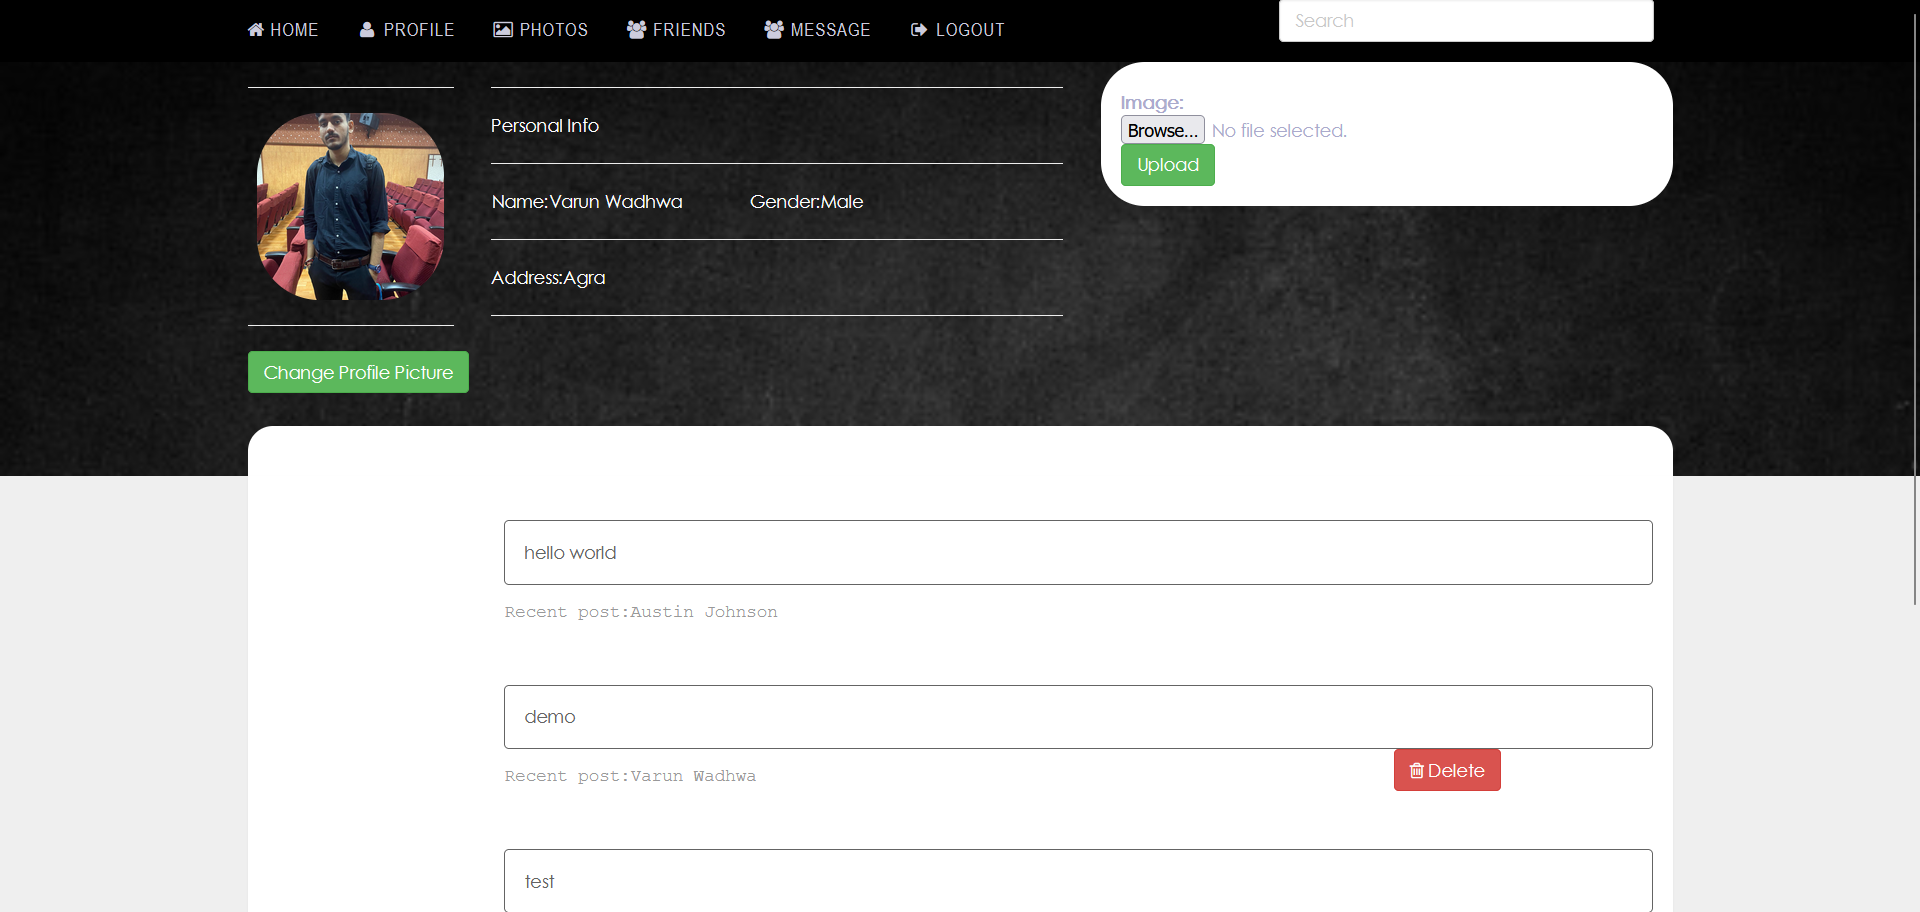 HOME PROFILE PHOTOS FRIENDS MESSAGE LOGOUT Search
Image:
Browse... No file selected.
Upload
Personal Info
Name:Varun Wadhwa Gender:Male
Address:Agra
Change Profile Picture
hello world
Recent post:Austin Johnson
demo
Recent post:Varun Wadhwa
Delete
test